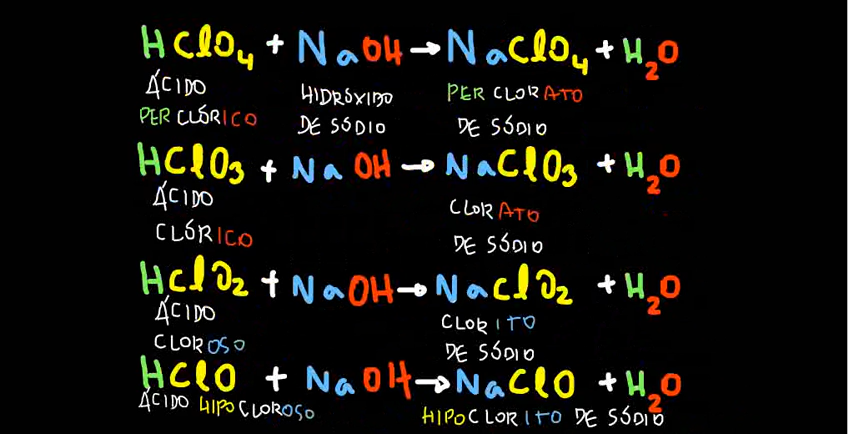 HClO4 + NaOH → NaClO4 + H2O
ÁCIDO HIDRÓXIDO PERCLORATO
PERCLÓRICO DE SÓDIO DE SÓDIO
HClO3 + NaOH → NaClO3 + H2O
ÁCIDO CLORATO
CLÓRICO DE SÓDIO
HClO2 + NaOH → NaClO2 + H2O
ÁCIDO CLORITO
CLOROSO DE SÓDIO
HClO + NaOH → NaClO + H2O
ÁCIDO HIPOCLOROSO HIPOCLORITO DE SÓDIO